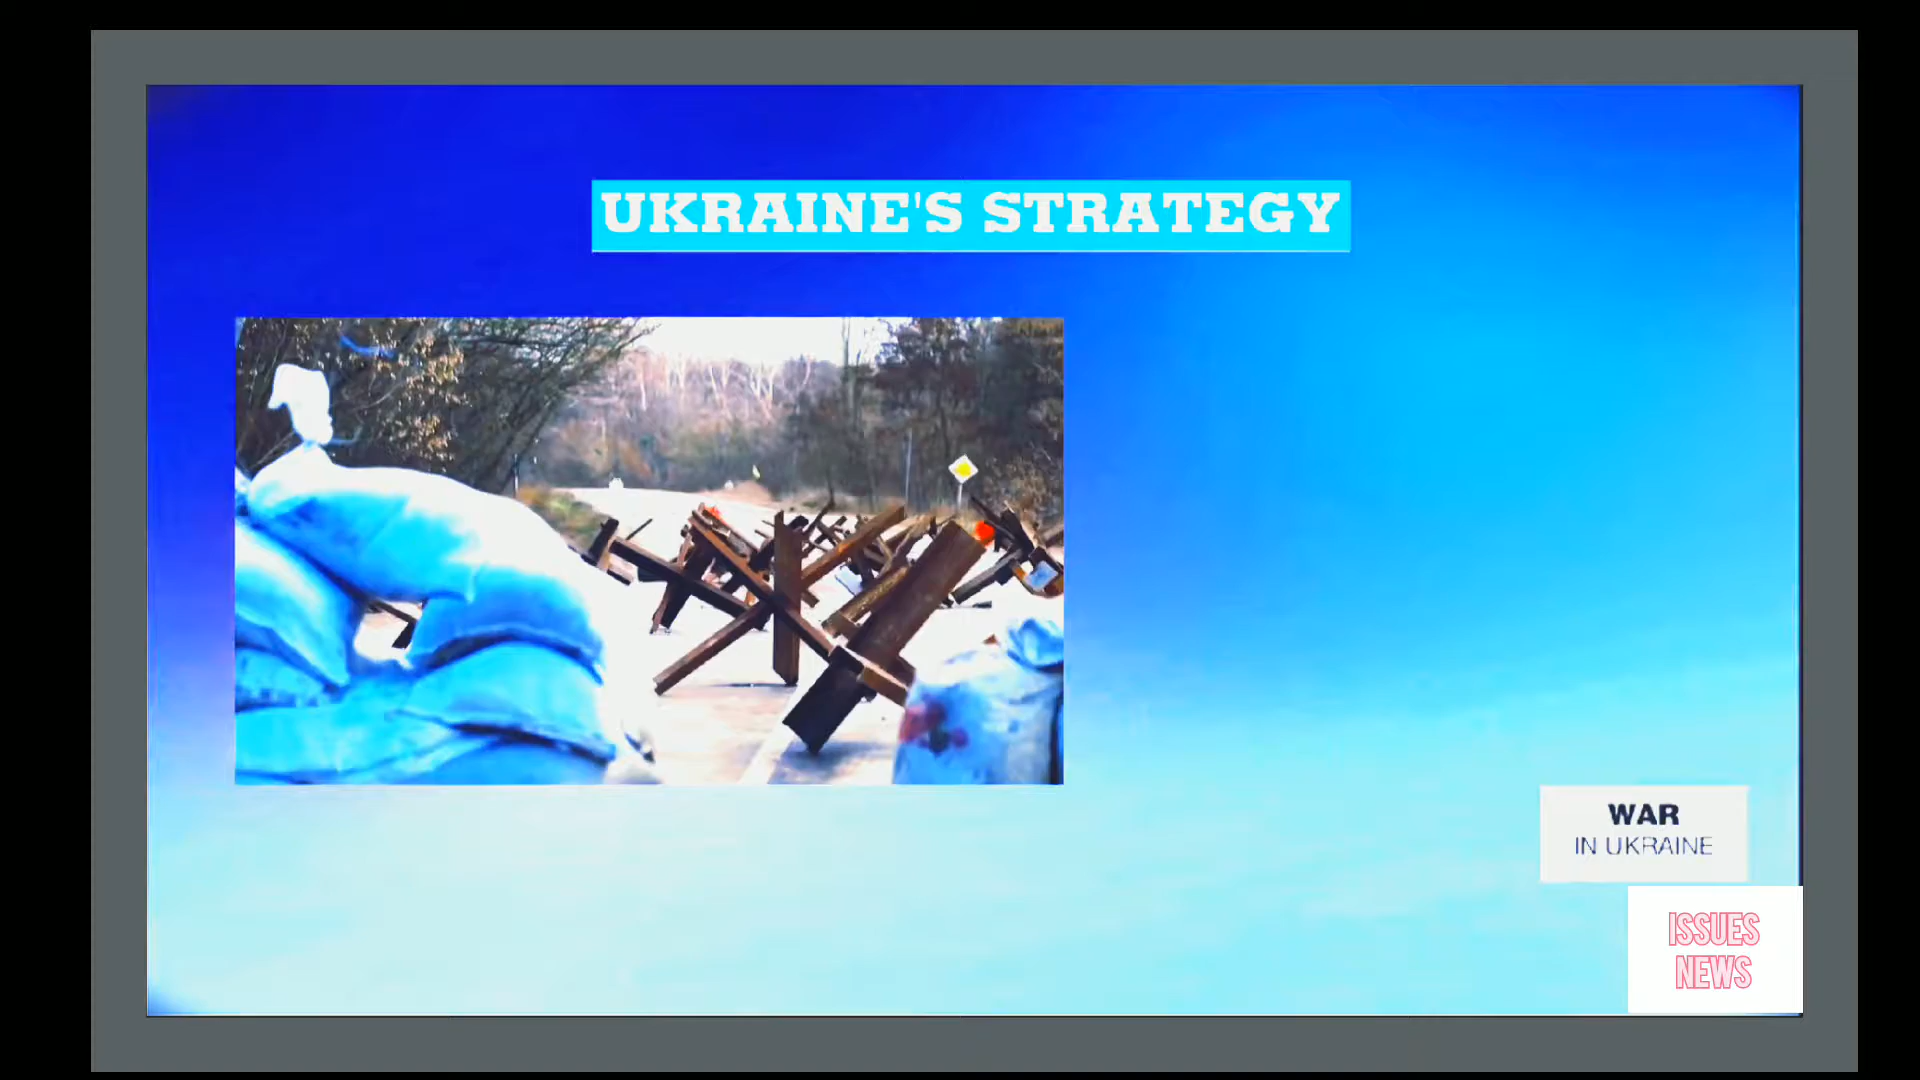 UKRAINE'S STRATEGY
WAR
IN UKRAINE
ISSUES
NEWS